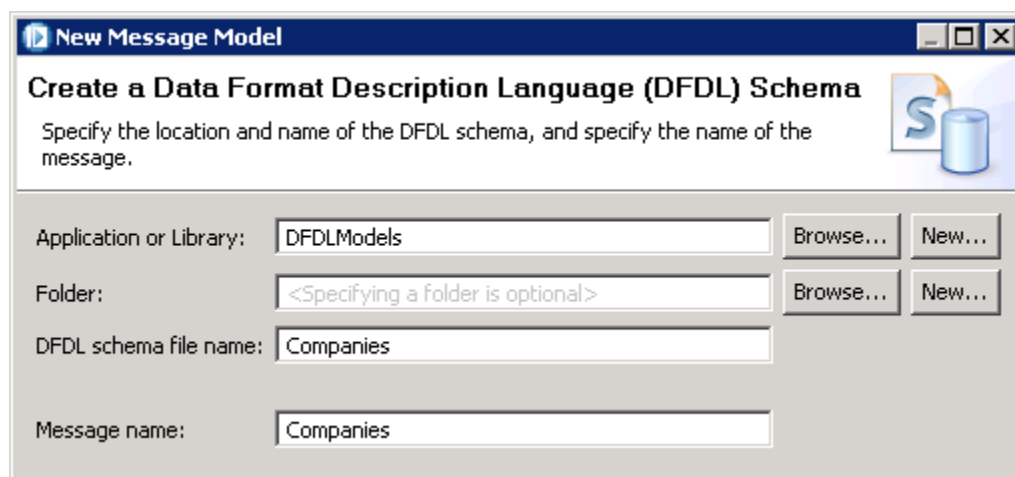 New Message Model
Create a Data Format Description Language (DFDL) Schema
Specify the location and name of the DFDL schema, and specify the name of the
message.
Application or Library: DFDLModels Browse... New...
Folder: <Specifying a folder is optional> Browse... New...
DFDL schema file name: Companies
Message name: Companies